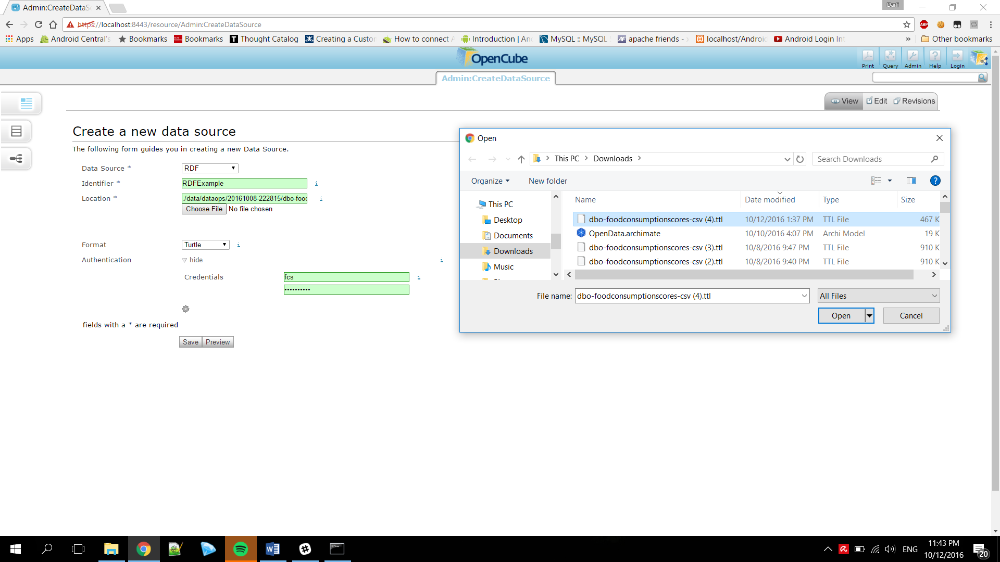 Admin:CreateDataS
Darli
https://localhost:8443/resource/Admin:CreateDataSource
ABP
Apps Android Central's Bookmarks Bookmarks Thought Catalog Creating a Custor How to connect Introduction | An MySQL :: MySQL apache friends - localhost/Androi Android Login Int » Other bookmarks
OpenCube
Print Query Admin Help Login
Admin:CreateDataSource
View Edit Revisions
Create a new data source
The following form guides you in creating a new Data Source.
Data Source * RDF
Identifier * RDFExample i
Location * ./data/dataops/20161008-222815/dbo-food i
Choose File No file chosen
Format Turtle i
Authentication hide i
Credentials fcs i
••••••••••
fields with a * are required
Save Preview
Open
This PC > Downloads >
Search Downloads
Organize New folder
This PC
Desktop
Documents
Downloads
Music
Name Date modified Type Size
dbo-foodconsumptionscores-csv (4).ttl 10/12/2016 1:37 PM TTL File 467 K
OpenData.archimate 10/10/2016 4:07 PM Archi Model 19 K
dbo-foodconsumptionscores-csv (3).ttl 10/8/2016 9:47 PM TTL File 910 K
dbo-foodconsumptionscores-csv (2).ttl 10/8/2016 9:40 PM TTL File 910 K
File name: dbo-foodconsumptionscores-csv (4).ttl All Files
Open Cancel
ENG
11:43 PM
10/12/2016
20